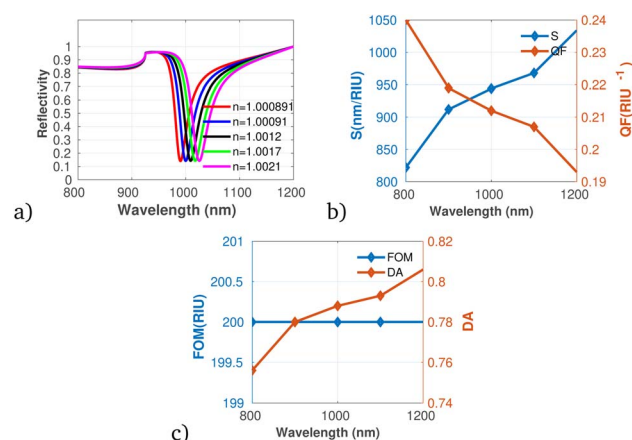 a)
Reflectivity
1
0.9
0.8
0.7
0.6
0.5
0.4
0.3
0.2
0.1
0
n=1.000891
n=1.00091
n=1.0012
n=1.0017
n=1.0021
800 900 1000 1100 1200
Wavelength (nm)
b)
S(nm/RIU)
1050
1000
950
900
850
800
S
QF
0.24
0.23
0.22
0.21
0.2
0.19
QF(RIU -1)
800 900 1000 1100 1200
Wavelength (nm)
c)
FOM(RIU)
201
200.5
200
199.5
199
FOM
DA
0.82
0.8
0.78
0.76
0.74
DA
800 900 1000 1100 1200
Wavelength (nm)